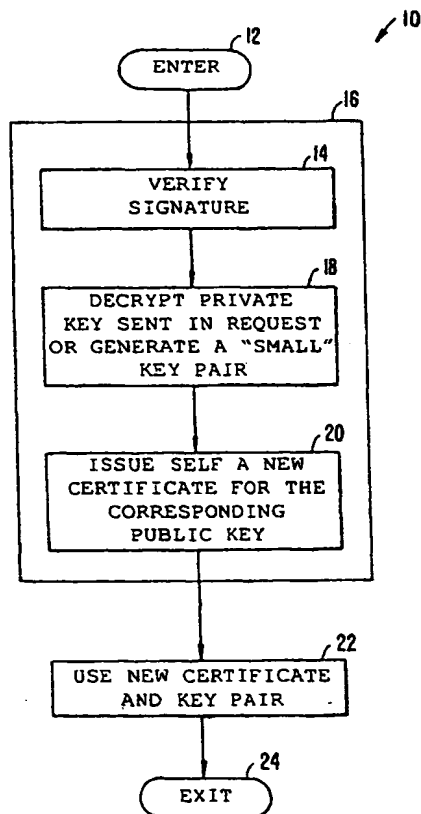 10
12
ENTER
16
14
VERIFY
SIGNATURE
18
DECRYPT PRIVATE
KEY SENT IN REQUEST
OR GENERATE A "SMALL"
KEY PAIR
20
ISSUE SELF A NEW
CERTIFICATE FOR THE
CORRESPONDING
PUBLIC KEY
22
USE NEW CERTIFICATE
AND KEY PAIR
24
EXIT